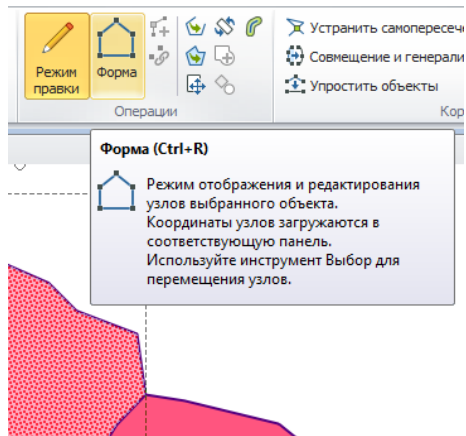 Режим правки
Форма
Устранить самопересеч
Совмещение и генерали
Упростить объекты
Операции
Кор
Форма (Ctrl+R)
Режим отображения и редактирования
узлов выбранного объекта.
Координаты узлов загружаются в
соответствующую панель.
Используйте инструмент Выбор для
перемещения узлов.